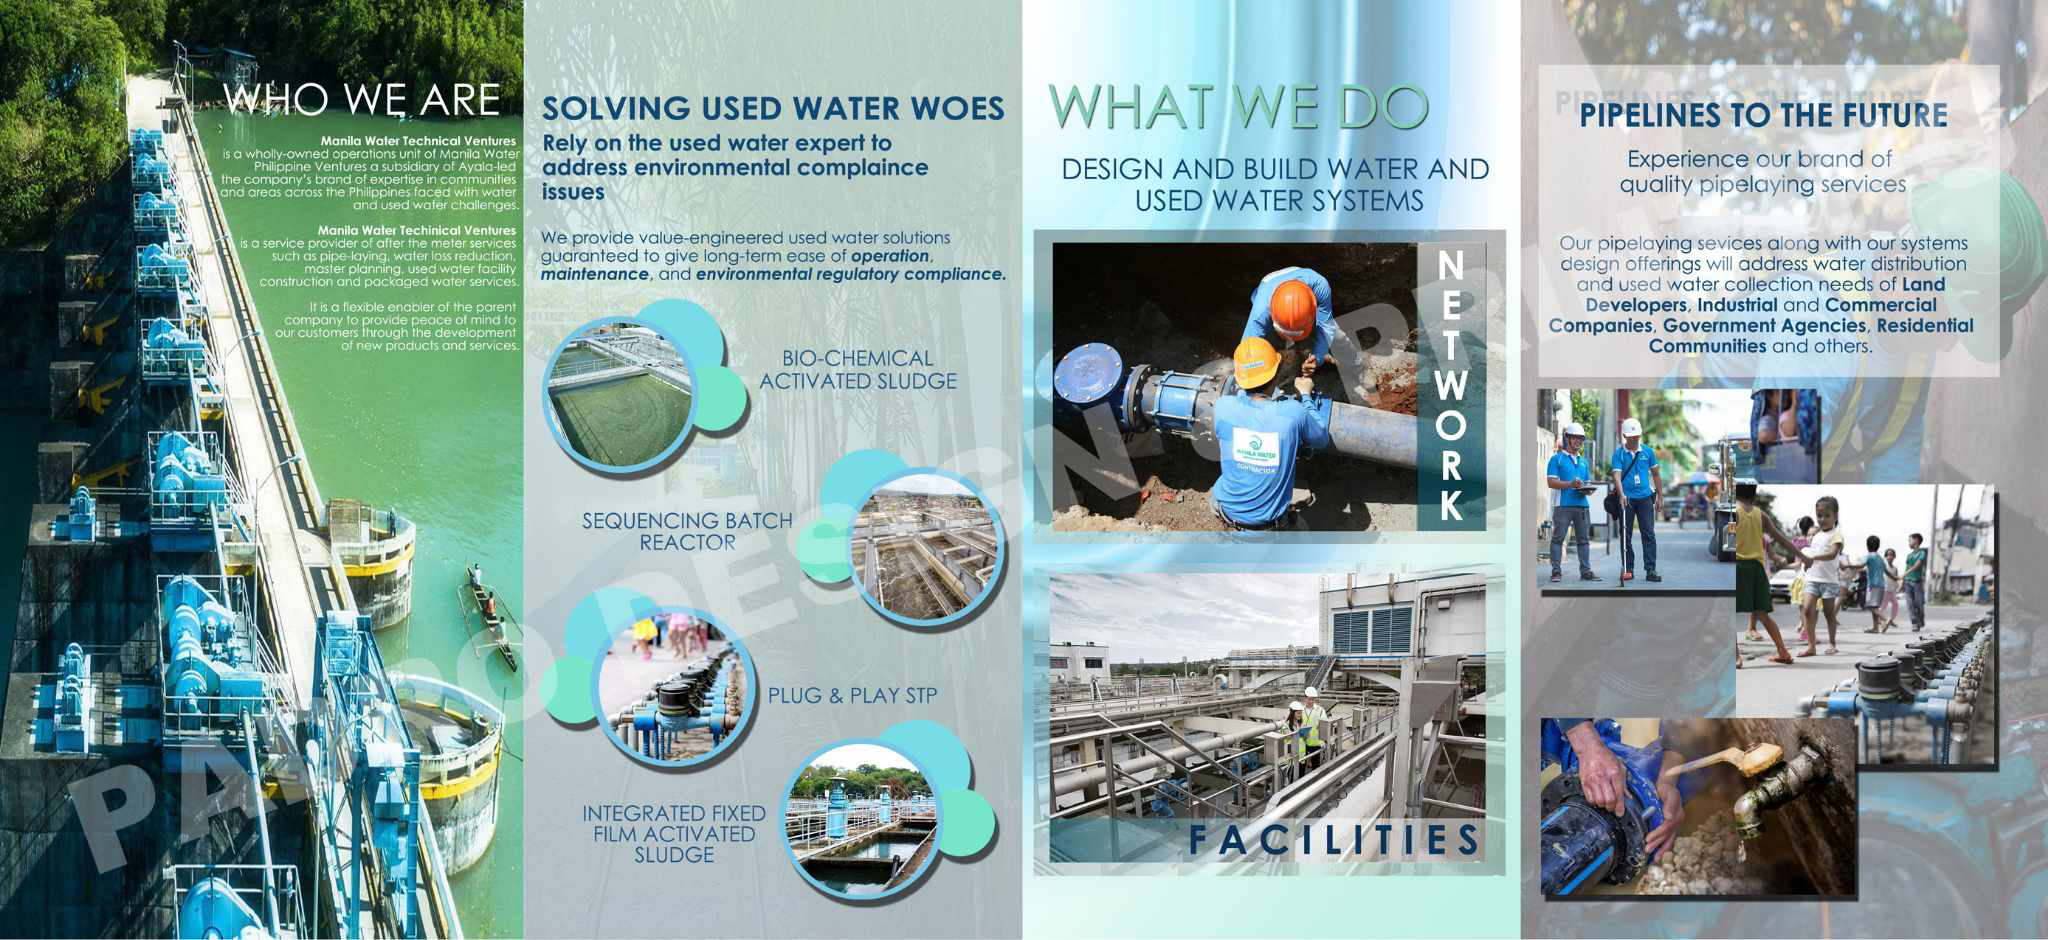 WHO WE ARE
Manila Water Technical Ventures
is a wholly-owned operations unit of Manila Water
Philippine Ventures a subsidiary of Ayala-led
the company's brand of expertise in communities
and areas across the Philippines faced with water
and used water challenges.
Manila Water Techinical Ventures
is a service provider of after the meter services
such as pipe-laying, water loss reduction,
master planning, used water facility
construction and packaged water services.
It is a flexible enabler of the parent
company to provide peace of mind to
our customers through the development
of new products and services.
SOLVING USED WATER WOES
Rely on the used water expert to
address environmental complaince
issues
We provide value-engineered used water solutions
guaranteed to give long-term ease of operation,
maintenance, and environmental regulatory compliance.
BIO-CHEMICAL
ACTIVATED SLUDGE
SEQUENCING BATCH
REACTOR
PLUG & PLAY STP
INTEGRATED FIXED
FILM ACTIVATED
SLUDGE
WHAT WE DO
DESIGN AND BUILD WATER AND
USED WATER SYSTEMS
NETWORK
MANILA WATER
CONTRACTOR
FACILITIES
PIPELINES TO THE FUTURE
PIPELINES TO THE FUTURE
Experience our brand of
quality pipelaying services
Our pipelaying sevices along with our systems
design offerings will address water distribution
and used water collection needs of Land
Developers, Industrial and Commercial
Companies, Government Agencies, Residential
Communities and others.